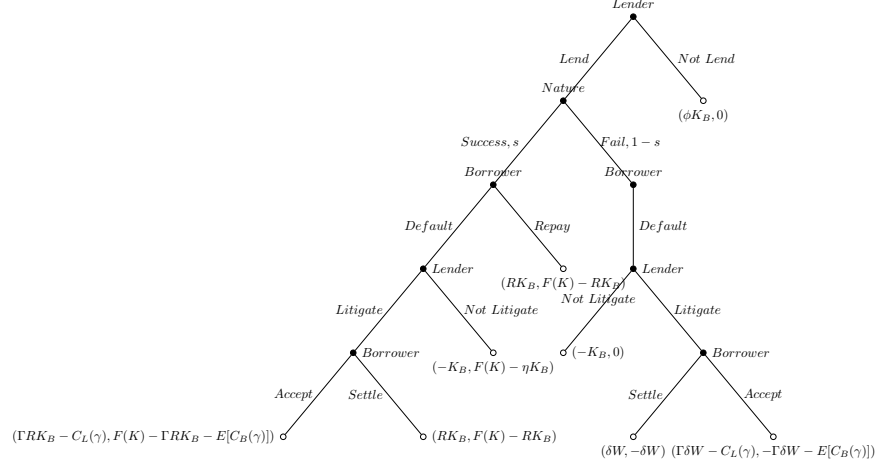 Lender
Lend
Not Lend
Nature
(ϕK_B, 0)
Success, s
Fail, 1 − s
Borrower
Borrower
Default
Repay
Default
Lender
(RK_B, F(K) − RK_B)
Lender
Not Litigate
Litigate
Not Litigate
Litigate
Borrower
(−K_B, F(K) − ηK_B)
(−K_B, 0)
Borrower
Accept
Settle
Settle
Accept
(ΓRK_B − C_L(γ), F(K) − ΓRK_B − E[C_B(γ)])
(RK_B, F(K) − RK_B)
(δW, −δW)
(ΓδW − C_L(γ), −ΓδW − E[C_B(γ)])